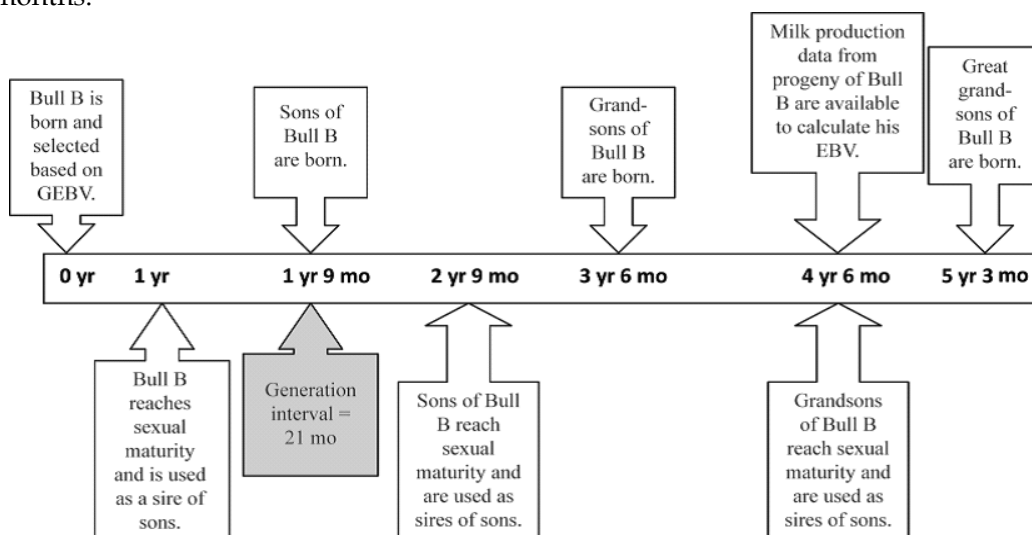 months.
Bull B is
born and
selected
based on
GEBV.
Sons of
Bull B
are born.
Grand-
sons of
Bull B
are born.
Milk production
data from
progeny of Bull
B are available
to calculate his
EBV.
Great
grand-
sons of
Bull B
are born.
0 yr 1 yr 1 yr 9 mo 2 yr 9 mo 3 yr 6 mo 4 yr 6 mo 5 yr 3 mo
Bull B
reaches
sexual
maturity
and is used
as a sire of
sons.
Generation
interval =
21 mo
Sons of Bull
B reach
sexual
maturity and
are used as
sires of sons.
Grandsons
of Bull B
reach sexual
maturity and
are used as
sires of sons.